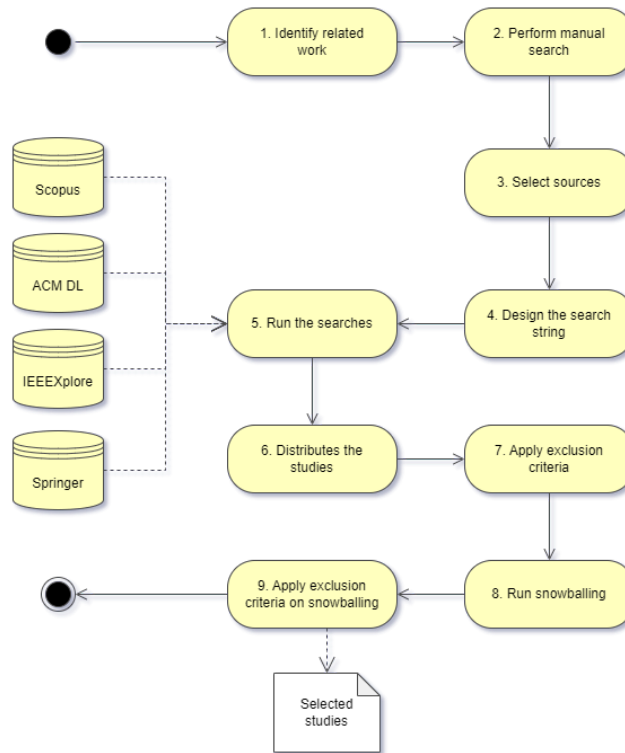 1. Identify related
work
2. Perform manual
search
Scopus
3. Select sources
ACM DL
5. Run the searches
4. Design the search
string
IEEEXplore
6. Distributes the
studies
7. Apply exclusion
criteria
Springer
9. Apply exclusion
criteria on snowballing
8. Run snowballing
Selected
studies